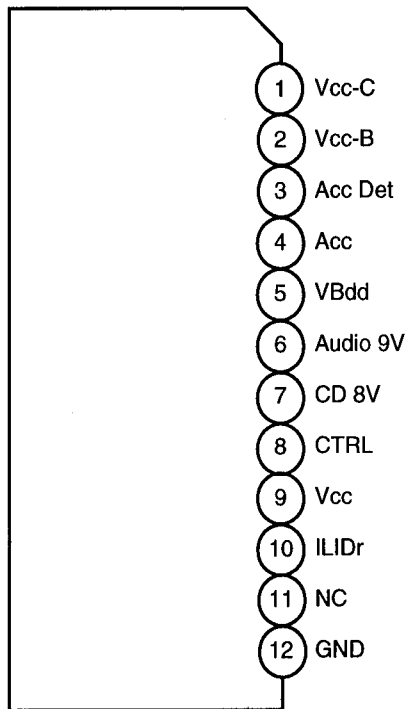 1 Vcc-C
2 Vcc-B
3 Acc Det
4 Acc
5 VBdd
6 Audio 9V
7 CD 8V
8 CTRL
9 Vcc
10 ILIDr
11 NC
12 GND